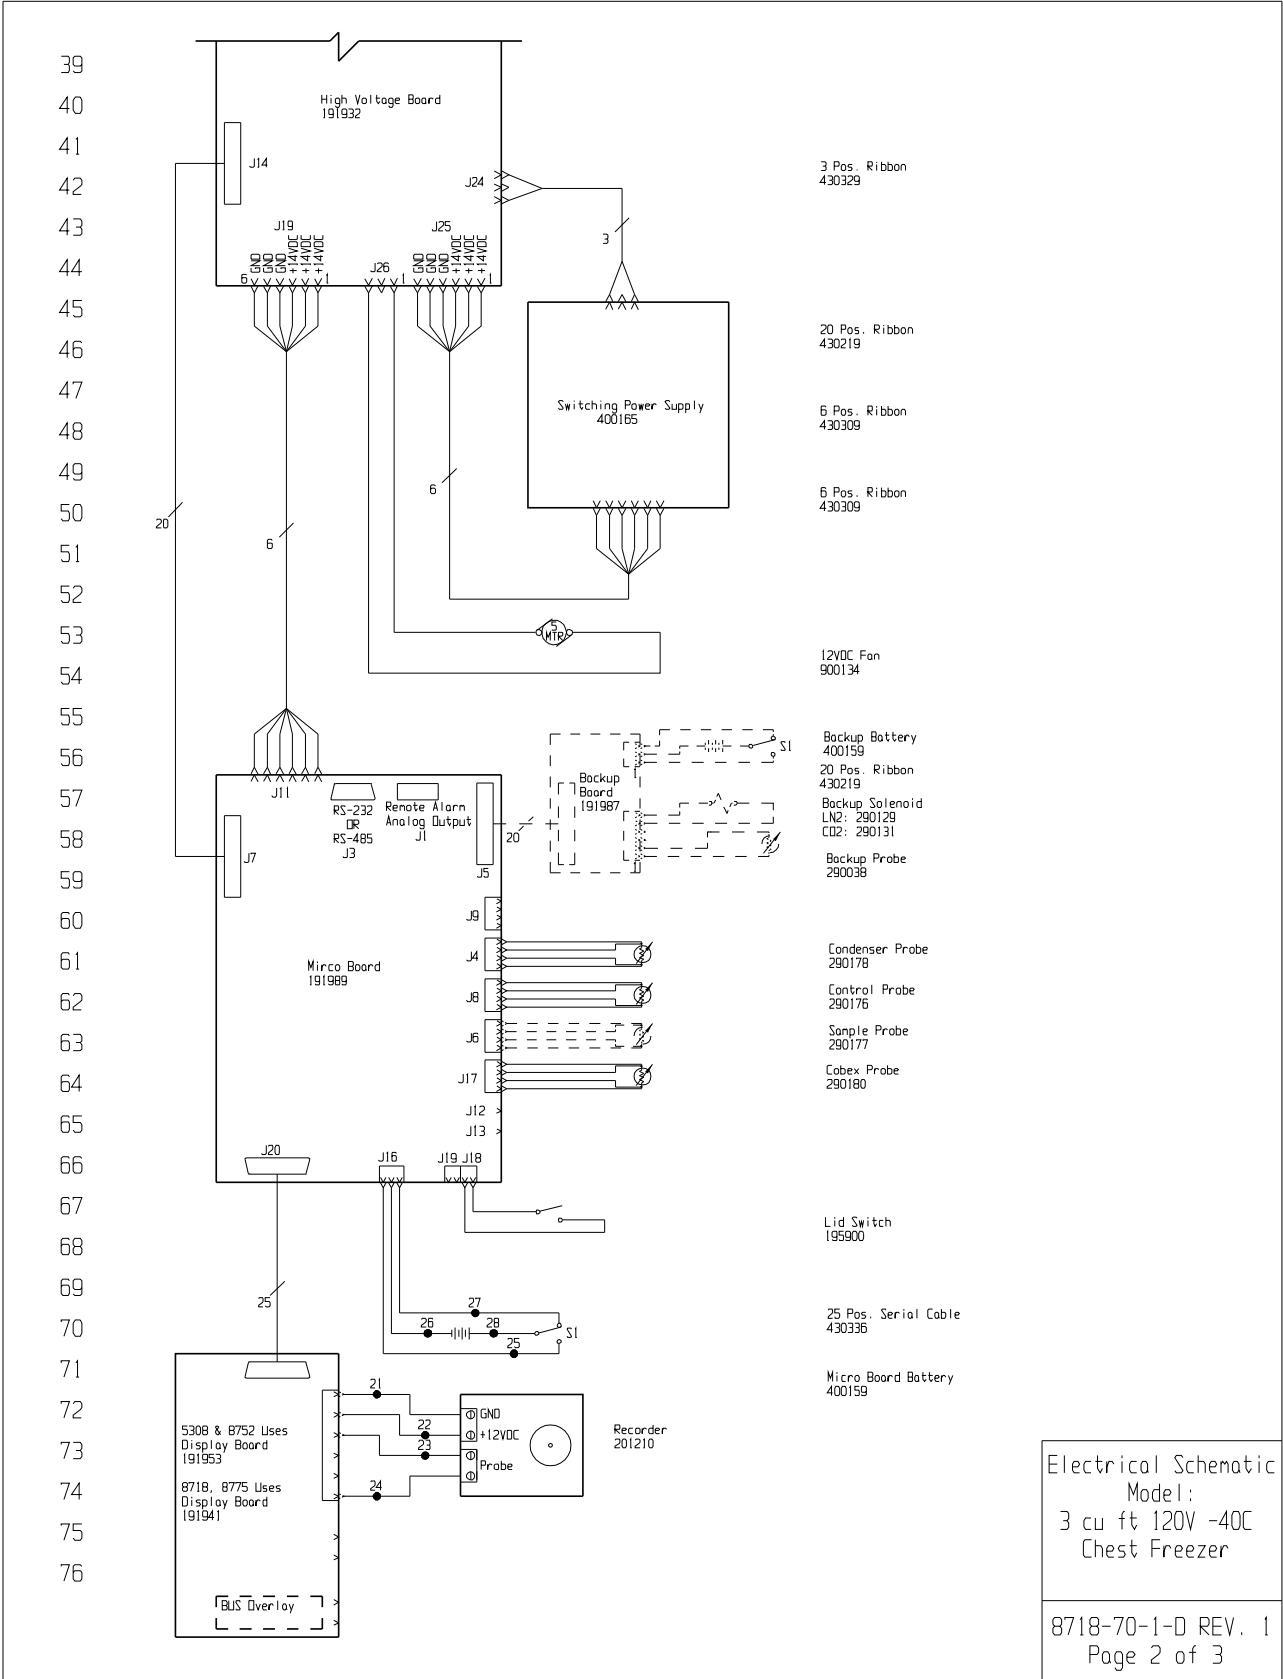 39
40
41
42
43
44
45
46
47
48
49
50
51
52
53
54
55
56
57
58
59
60
61
62
63
64
65
66
67
68
69
70
71
72
73
74
75
76
High Voltage Board
191932
J14
J24
J19
GND
GND
GND
+14VDC
+14VDC
+14VDC
6
1
J26
1
J25
GND
GND
GND
+14VDC
+14VDC
+14VDC
1
3
3 Pos. Ribbon
430329
20 Pos. Ribbon
430219
Switching Power Supply
400165
6 Pos. Ribbon
430309
6 Pos. Ribbon
430309
20
6
6
5
MTR
12VDC Fan
900134
S1
Backup Battery
400159
20 Pos. Ribbon
430219
Backup
Board
191987
1
1
20
Backup Solenoid
LN2: 290129
CO2: 290131
Backup Probe
290038
J11
RS-232
OR
RS-485
J3
Remote Alarm
Analog Output
J1
J7
J5
J9
Mirco Board
191989
J4
J8
J6
J17
J12
J13
Condenser Probe
290178
Control Probe
290176
Sample Probe
290177
Cobex Probe
290180
J20
J16
J19 J18
Lid Switch
195900
25
27
26
28
25
S1
25 Pos. Serial Cable
430336
Micro Board Battery
400159
5308 & 8752 Uses
Display Board
191953
8718, 8775 Uses
Display Board
191941
BUS Overlay
21
22
23
24
GND
+12VDC
Probe
Recorder
201210
Electrical Schematic
Model:
3 cu ft 120V -40C
Chest Freezer
8718-70-1-D REV. 1
Page 2 of 3